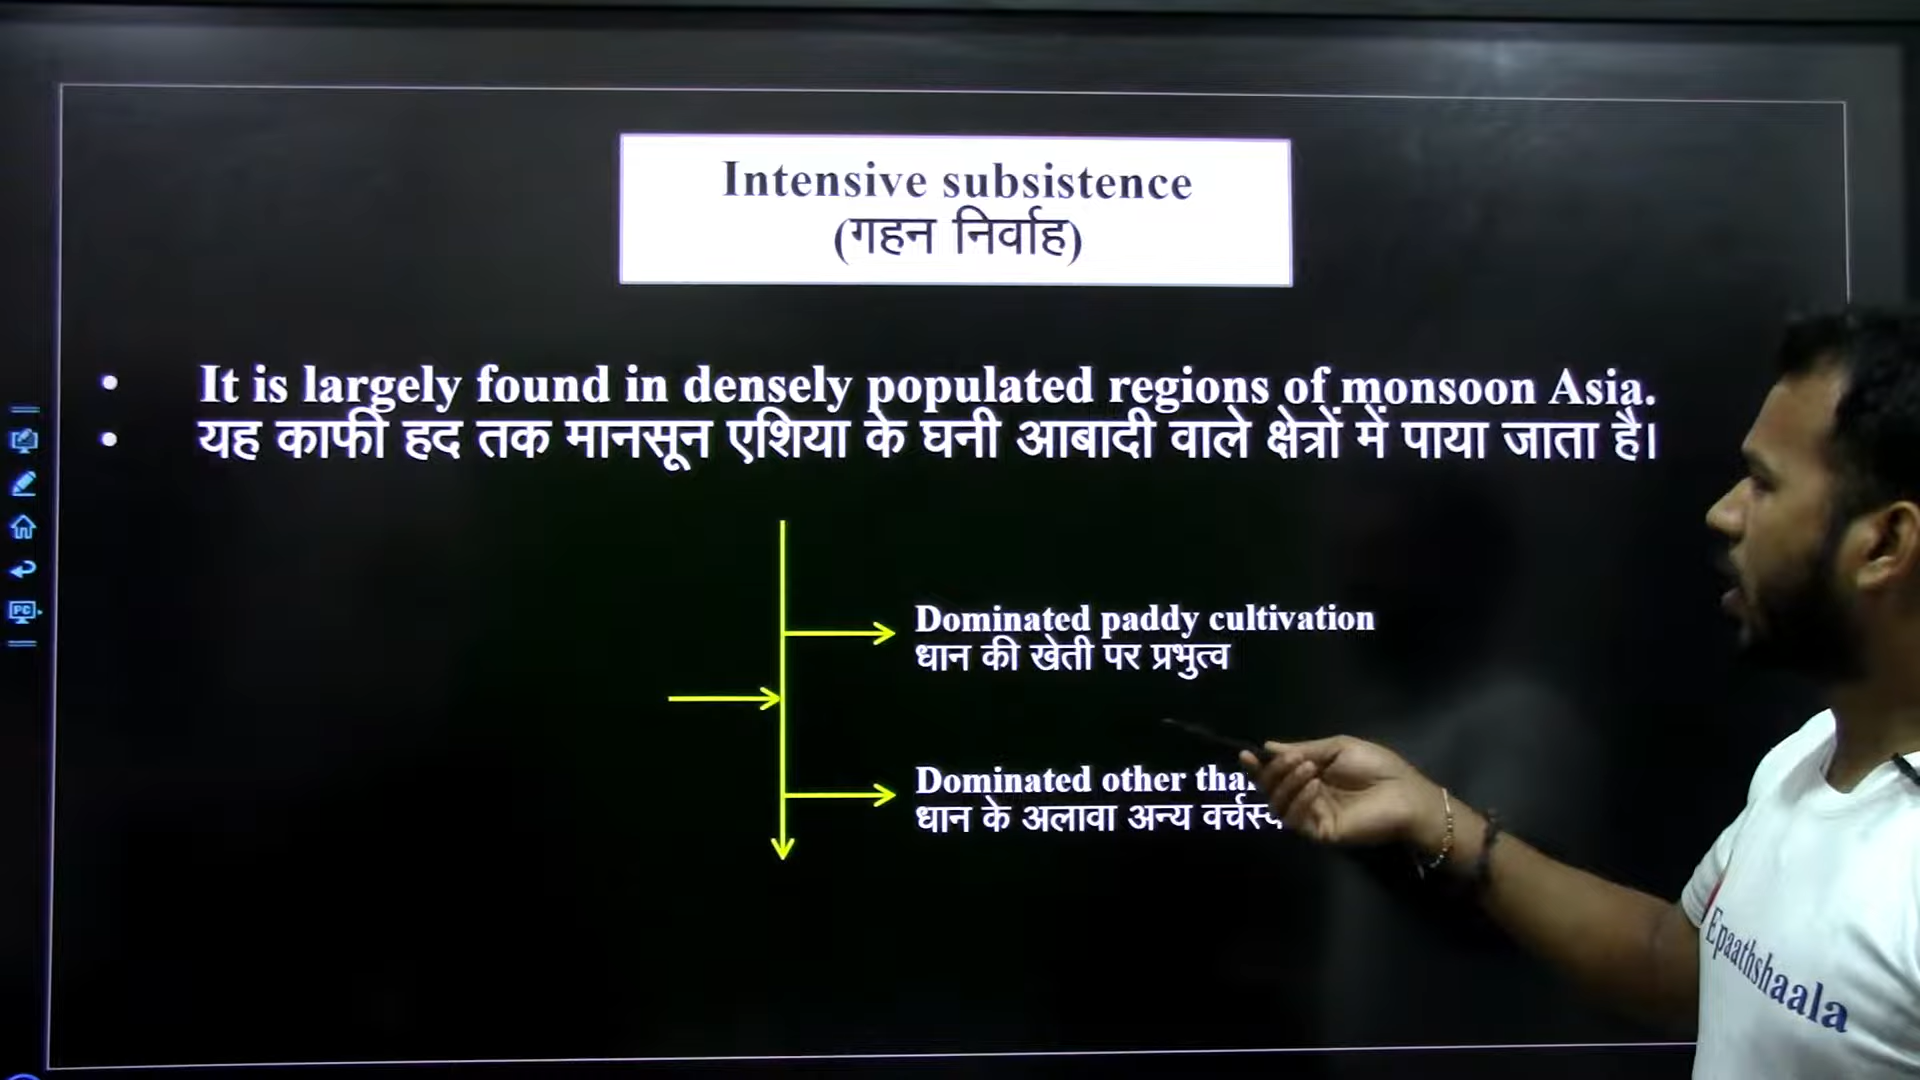 Intensive subsistence
(गहन निर्वाह)
• It is largely found in densely populated regions of monsoon Asia.
• यह काफी हद तक मानसून एशिया के घनी आबादी वाले क्षेत्रों में पाया जाता है।
Dominated paddy cultivation
धान की खेती पर प्रभुत्व
Dominated other
धान के अलावा अन्य
PC
Epaathshaala